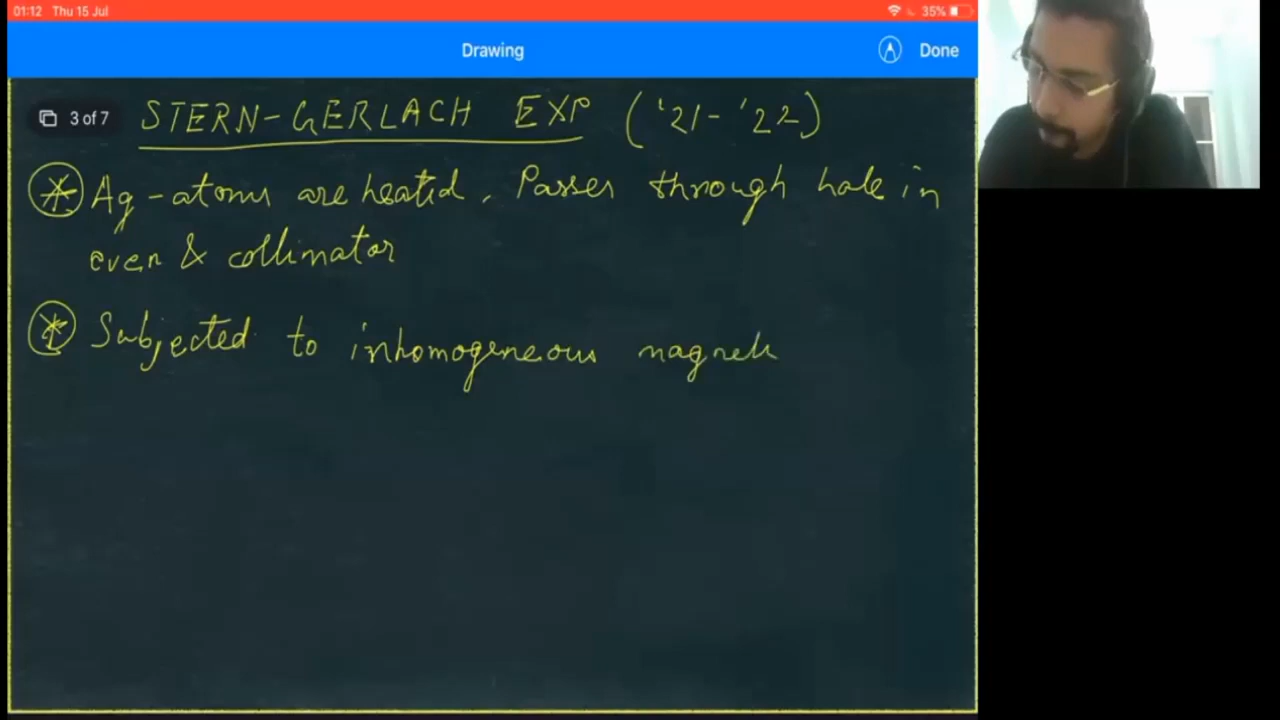 01:12 Thu 15 Jul
35%
Drawing
Done
3 of 7
STERN-GERLACH EXP ('21-'22)
Ag-atoms are heated. Passes through hole in
oven & collimator
Subjected to inhomogeneous magneti